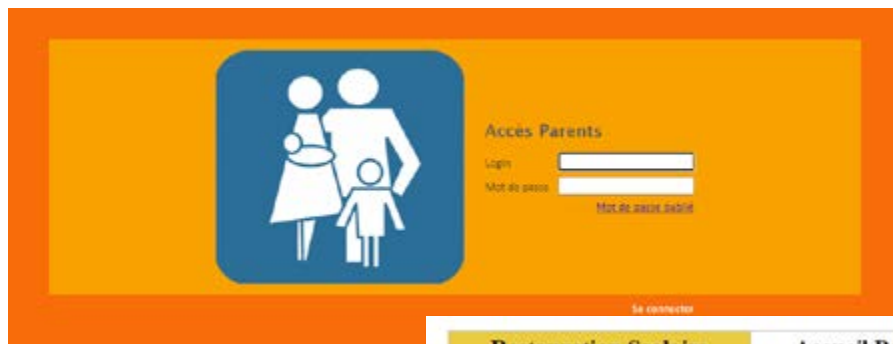 Accès Parents
Login
Mot de passe
Mot de passe oublié
Se connecter